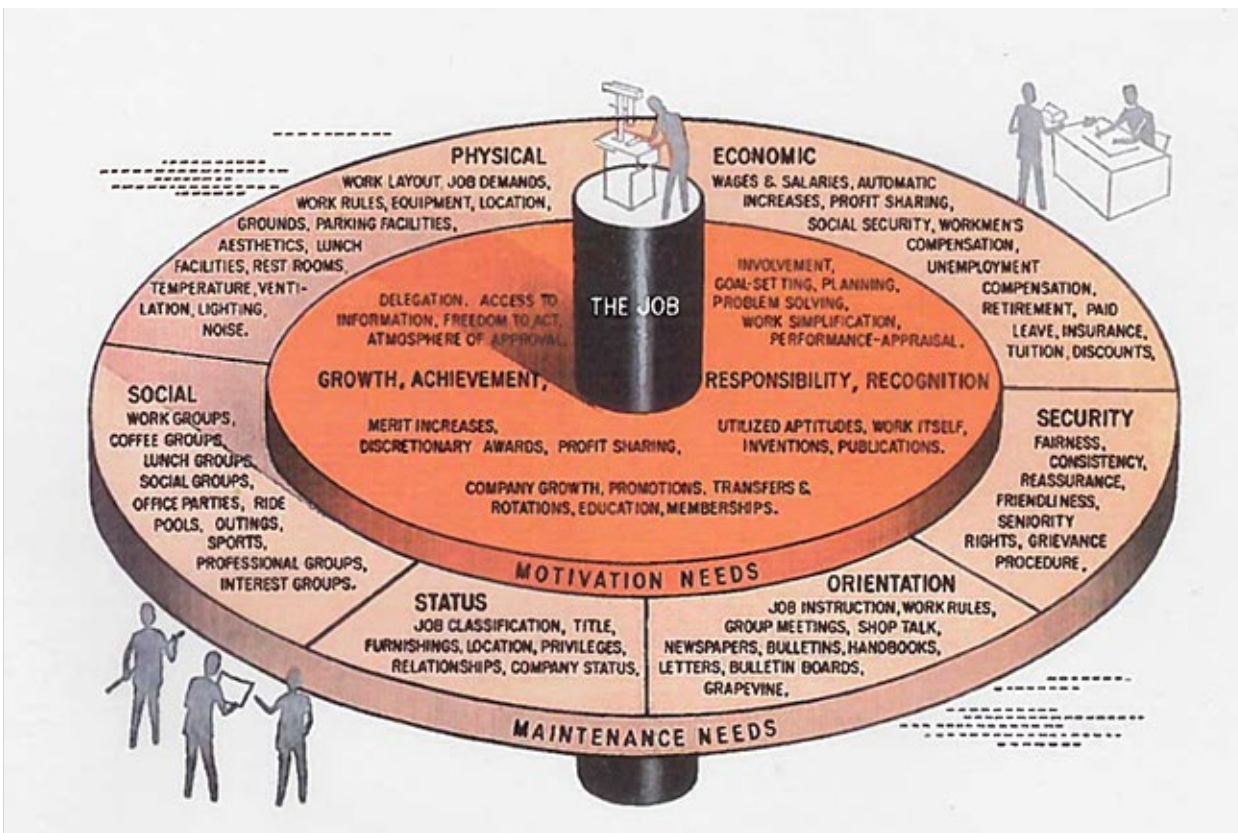 PHYSICAL
WORK LAYOUT, JOB DEMANDS,
WORK RULES, EQUIPMENT, LOCATION,
GROUNDS, PARKING FACILITIES,
AESTHETICS, LUNCH
FACILITIES, REST ROOMS,
TEMPERATURE, VENTI-
LATION, LIGHTING,
NOISE.
ECONOMIC
WAGES & SALARIES, AUTOMATIC
INCREASES, PROFIT SHARING,
SOCIAL SECURITY, WORKMEN'S
COMPENSATION,
UNEMPLOYMENT
COMPENSATION,
RETIREMENT, PAID
LEAVE, INSURANCE,
TUITION, DISCOUNTS,
THE JOB
DELEGATION, ACCESS TO
INFORMATION, FREEDOM TO ACT,
ATMOSPHERE OF APPROVAL.
INVOLVEMENT,
GOAL-SETTING, PLANNING,
PROBLEM SOLVING,
WORK SIMPLIFICATION,
PERFORMANCE-APPRAISAL.
GROWTH, ACHIEVEMENT,
RESPONSIBILITY, RECOGNITION
MERIT INCREASES,
DISCRETIONARY AWARDS, PROFIT SHARING,
UTILIZED APTITUDES, WORK ITSELF,
INVENTIONS, PUBLICATIONS.
COMPANY GROWTH, PROMOTIONS, TRANSFERS &
ROTATIONS, EDUCATION, MEMBERSHIPS.
MOTIVATION NEEDS
SOCIAL
WORK GROUPS,
COFFEE GROUPS,
LUNCH GROUPS,
SOCIAL GROUPS,
OFFICE PARTIES, RIDE
POOLS, OUTINGS,
SPORTS,
PROFESSIONAL GROUPS,
INTEREST GROUPS.
SECURITY
FAIRNESS,
CONSISTENCY,
REASSURANCE,
FRIENDLINESS,
SENIORITY
RIGHTS, GRIEVANCE
PROCEDURE,
STATUS
JOB CLASSIFICATION, TITLE,
FURNISHINGS, LOCATION, PRIVILEGES,
RELATIONSHIPS, COMPANY STATUS,
ORIENTATION
JOB INSTRUCTION, WORK RULES,
GROUP MEETINGS, SHOP TALK,
NEWSPAPERS, BULLETINS, HANDBOOKS,
LETTERS, BULLETIN BOARDS,
GRAPEVINE,
MAINTENANCE NEEDS